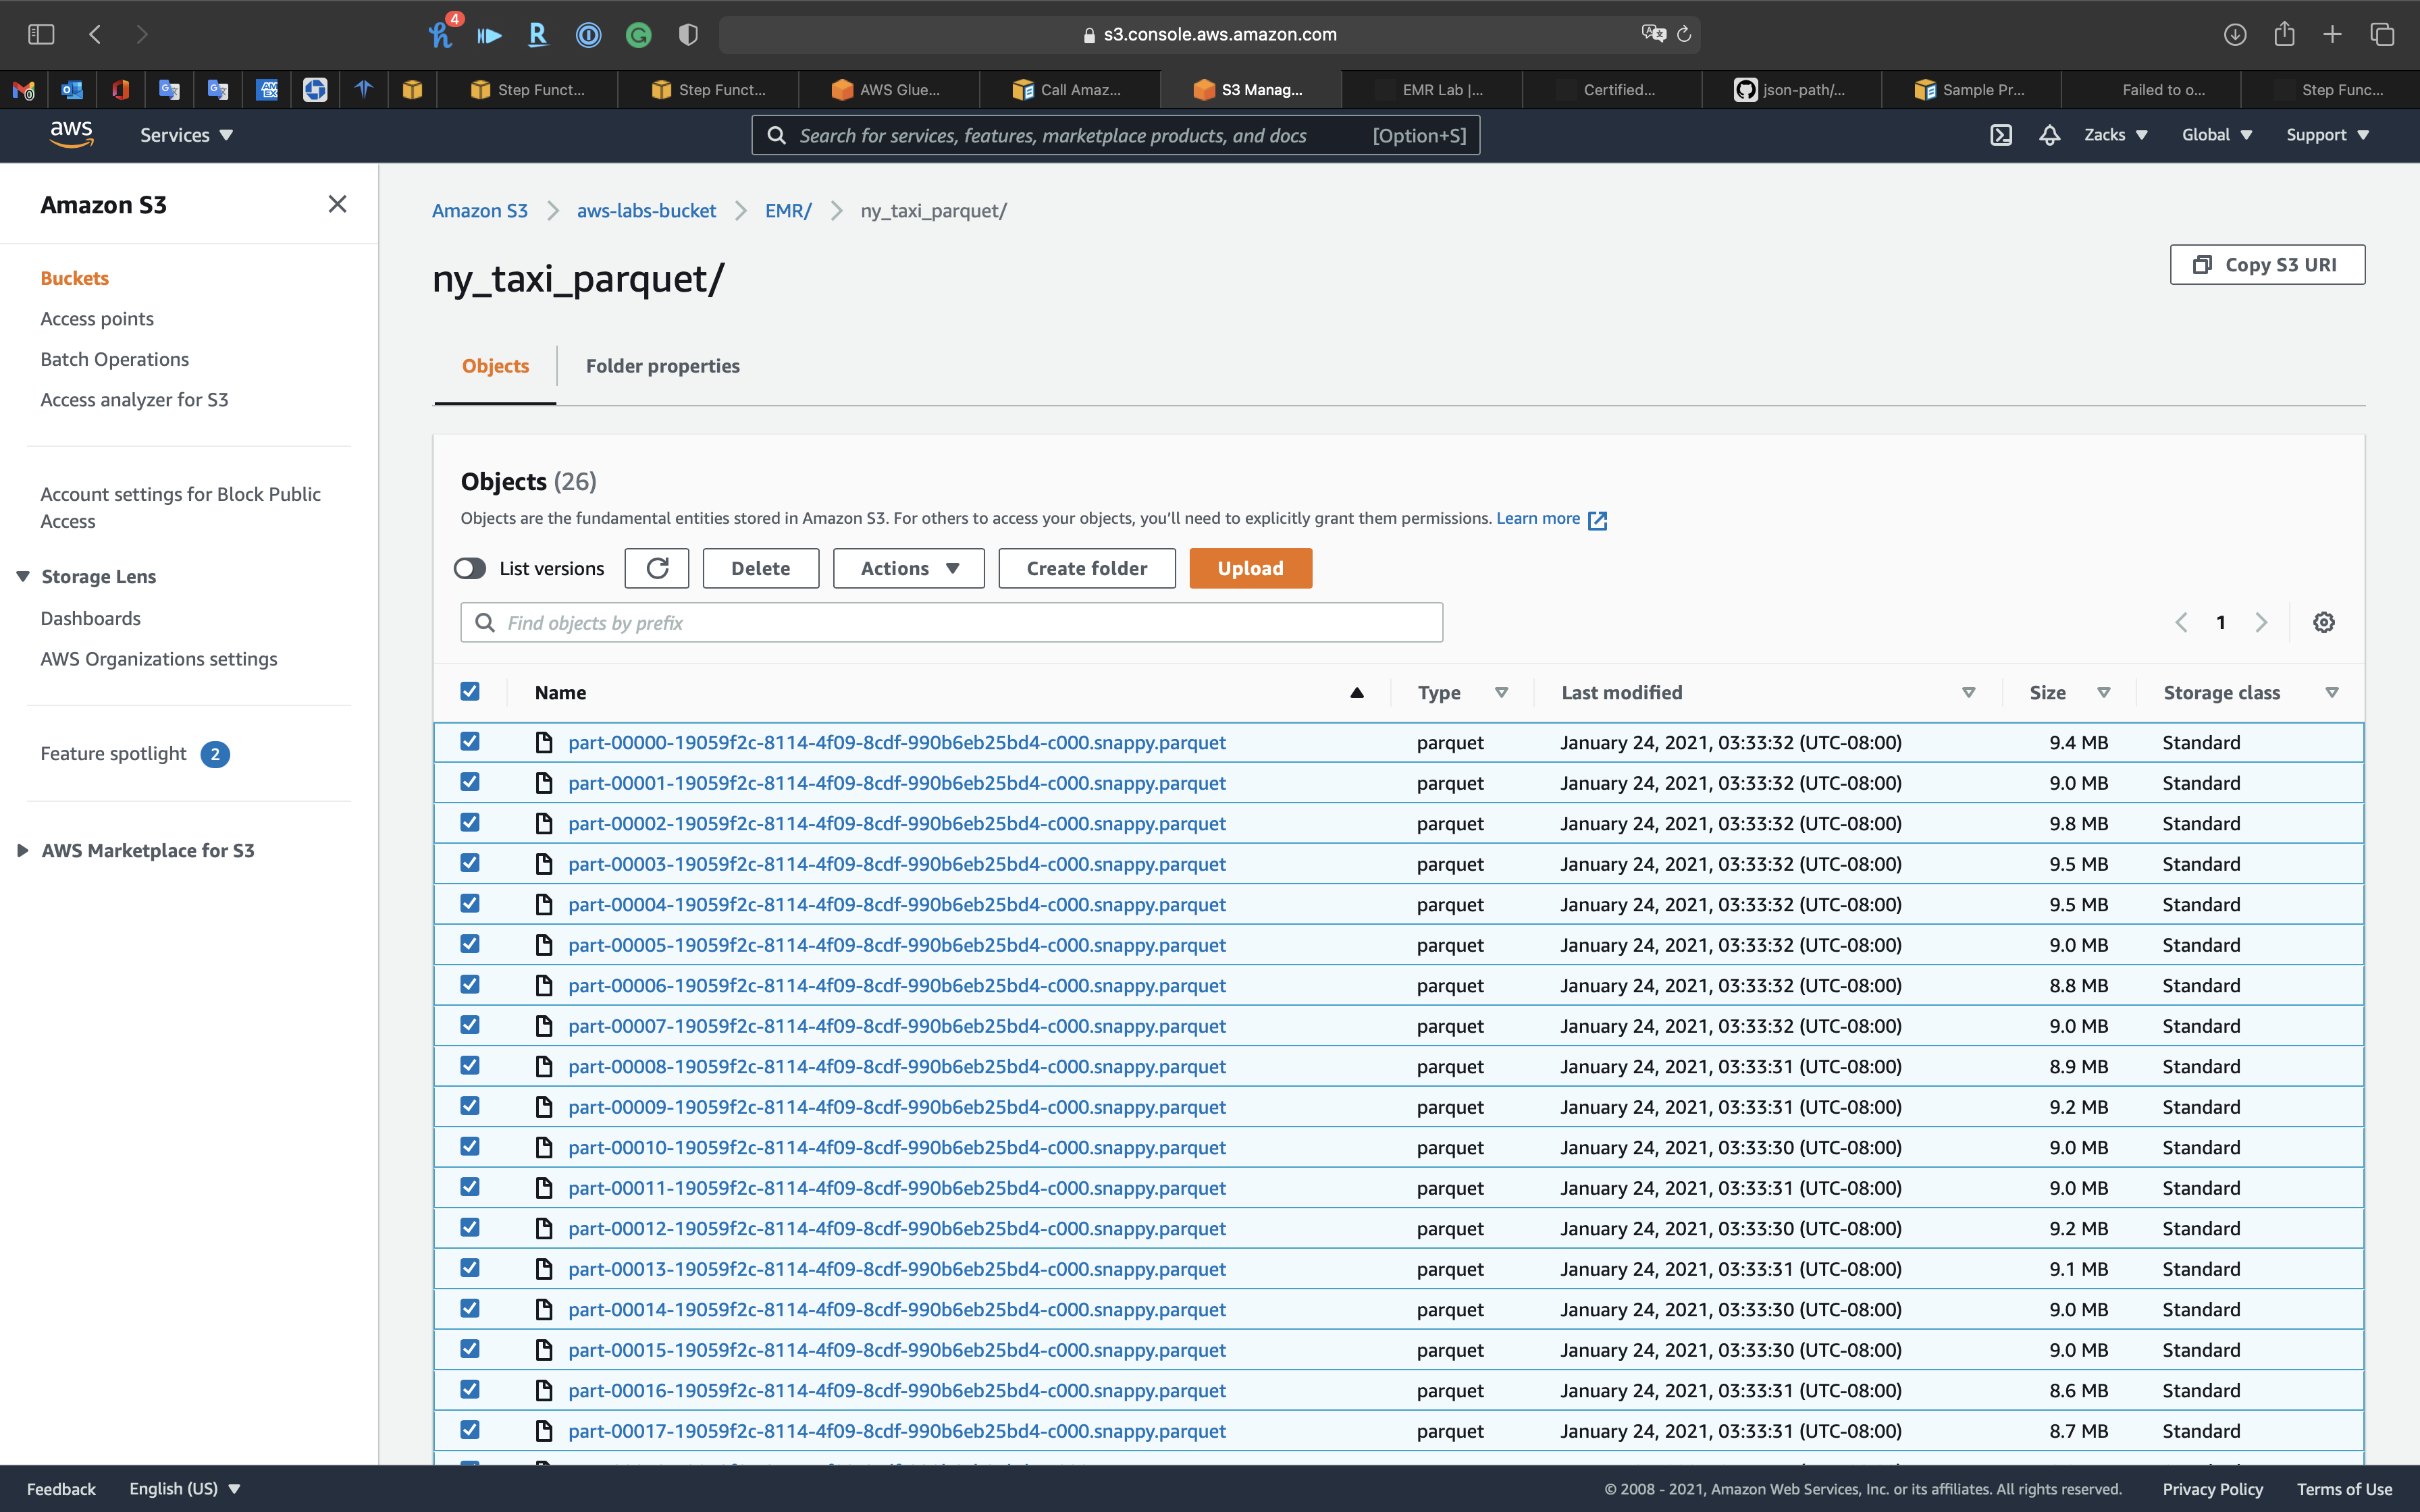 4
s3.console.aws.amazon.com
Step Funct...
Step Funct...
AWS Glue...
Call Amaz...
S3 Manag...
EMR Lab |...
Certified...
json-path/...
Sample Pr...
Failed to o...
Step Func...
aws
Services
Search for services, features, marketplace products, and docs [Option+S]
Zacks
Global
Support
Amazon S3
Buckets
Access points
Batch Operations
Access analyzer for S3
Account settings for Block Public
Access
Storage Lens
Dashboards
AWS Organizations settings
Feature spotlight 2
AWS Marketplace for S3
Amazon S3 aws-labs-bucket EMR/ ny_taxi_parquet/
ny_taxi_parquet/
Copy S3 URI
Objects
Folder properties
Objects (26)
Objects are the fundamental entities stored in Amazon S3. For others to access your objects, you’ll need to explicitly grant them permissions. Learn more
List versions
Delete
Actions
Create folder
Upload
Find objects by prefix
1
Name Type Last modified Size Storage class
part-00000-19059f2c-8114-4f09-8cdf-990b6eb25bd4-c000.snappy.parquet parquet January 24, 2021, 03:33:32 (UTC-08:00) 9.4 MB Standard
part-00001-19059f2c-8114-4f09-8cdf-990b6eb25bd4-c000.snappy.parquet parquet January 24, 2021, 03:33:32 (UTC-08:00) 9.0 MB Standard
part-00002-19059f2c-8114-4f09-8cdf-990b6eb25bd4-c000.snappy.parquet parquet January 24, 2021, 03:33:32 (UTC-08:00) 9.8 MB Standard
part-00003-19059f2c-8114-4f09-8cdf-990b6eb25bd4-c000.snappy.parquet parquet January 24, 2021, 03:33:32 (UTC-08:00) 9.5 MB Standard
part-00004-19059f2c-8114-4f09-8cdf-990b6eb25bd4-c000.snappy.parquet parquet January 24, 2021, 03:33:32 (UTC-08:00) 9.5 MB Standard
part-00005-19059f2c-8114-4f09-8cdf-990b6eb25bd4-c000.snappy.parquet parquet January 24, 2021, 03:33:32 (UTC-08:00) 9.0 MB Standard
part-00006-19059f2c-8114-4f09-8cdf-990b6eb25bd4-c000.snappy.parquet parquet January 24, 2021, 03:33:32 (UTC-08:00) 8.8 MB Standard
part-00007-19059f2c-8114-4f09-8cdf-990b6eb25bd4-c000.snappy.parquet parquet January 24, 2021, 03:33:32 (UTC-08:00) 9.0 MB Standard
part-00008-19059f2c-8114-4f09-8cdf-990b6eb25bd4-c000.snappy.parquet parquet January 24, 2021, 03:33:31 (UTC-08:00) 8.9 MB Standard
part-00009-19059f2c-8114-4f09-8cdf-990b6eb25bd4-c000.snappy.parquet parquet January 24, 2021, 03:33:31 (UTC-08:00) 9.2 MB Standard
part-00010-19059f2c-8114-4f09-8cdf-990b6eb25bd4-c000.snappy.parquet parquet January 24, 2021, 03:33:30 (UTC-08:00) 9.0 MB Standard
part-00011-19059f2c-8114-4f09-8cdf-990b6eb25bd4-c000.snappy.parquet parquet January 24, 2021, 03:33:31 (UTC-08:00) 9.0 MB Standard
part-00012-19059f2c-8114-4f09-8cdf-990b6eb25bd4-c000.snappy.parquet parquet January 24, 2021, 03:33:30 (UTC-08:00) 9.2 MB Standard
part-00013-19059f2c-8114-4f09-8cdf-990b6eb25bd4-c000.snappy.parquet parquet January 24, 2021, 03:33:31 (UTC-08:00) 9.1 MB Standard
part-00014-19059f2c-8114-4f09-8cdf-990b6eb25bd4-c000.snappy.parquet parquet January 24, 2021, 03:33:30 (UTC-08:00) 9.0 MB Standard
part-00015-19059f2c-8114-4f09-8cdf-990b6eb25bd4-c000.snappy.parquet parquet January 24, 2021, 03:33:30 (UTC-08:00) 9.0 MB Standard
part-00016-19059f2c-8114-4f09-8cdf-990b6eb25bd4-c000.snappy.parquet parquet January 24, 2021, 03:33:31 (UTC-08:00) 8.6 MB Standard
part-00017-19059f2c-8114-4f09-8cdf-990b6eb25bd4-c000.snappy.parquet parquet January 24, 2021, 03:33:31 (UTC-08:00) 8.7 MB Standard
Feedback
English (US)
© 2008 - 2021, Amazon Web Services, Inc. or its affiliates. All rights reserved.
Privacy Policy
Terms of Use